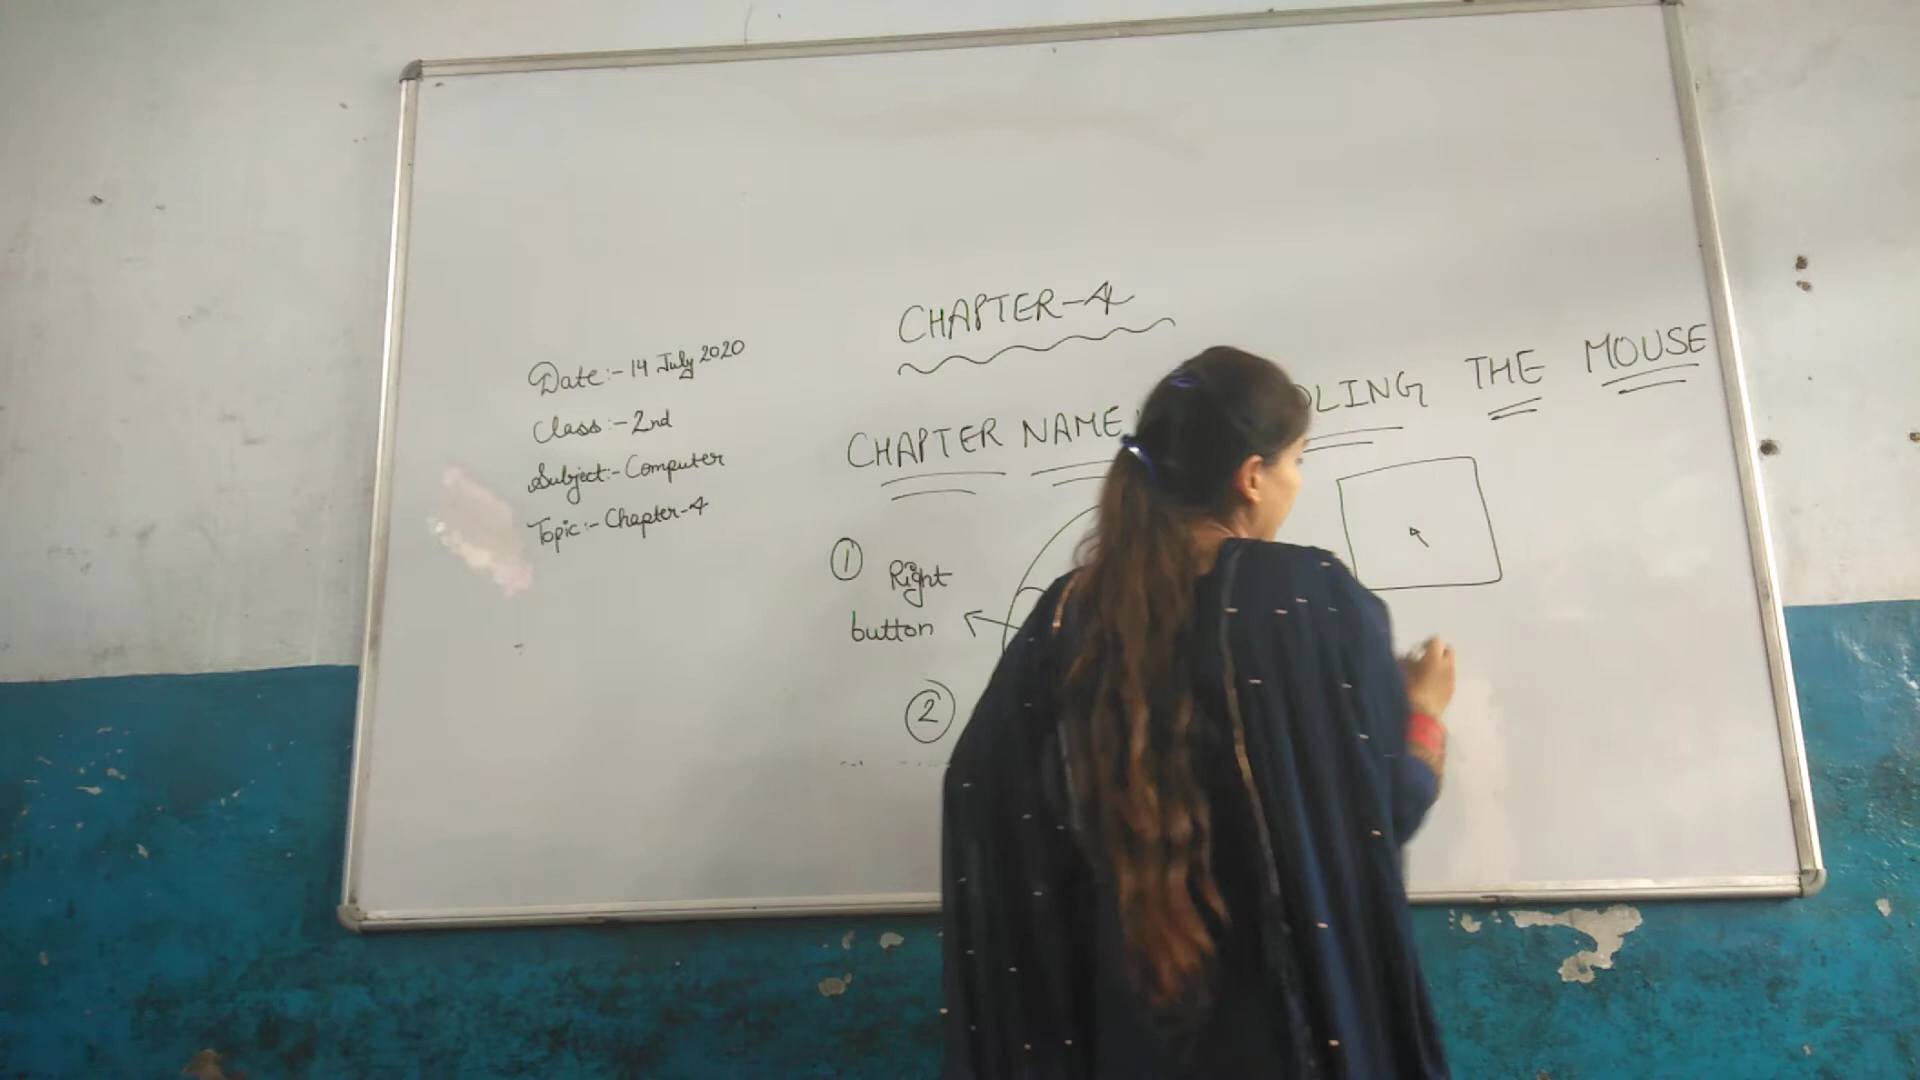 CHAPTER-4
Date:- 14 July 2020
Class:- 2nd
Subject:- Computer
Topic:- Chapter-4
CHAPTER NAME THE MOUSE
① Right
button
②